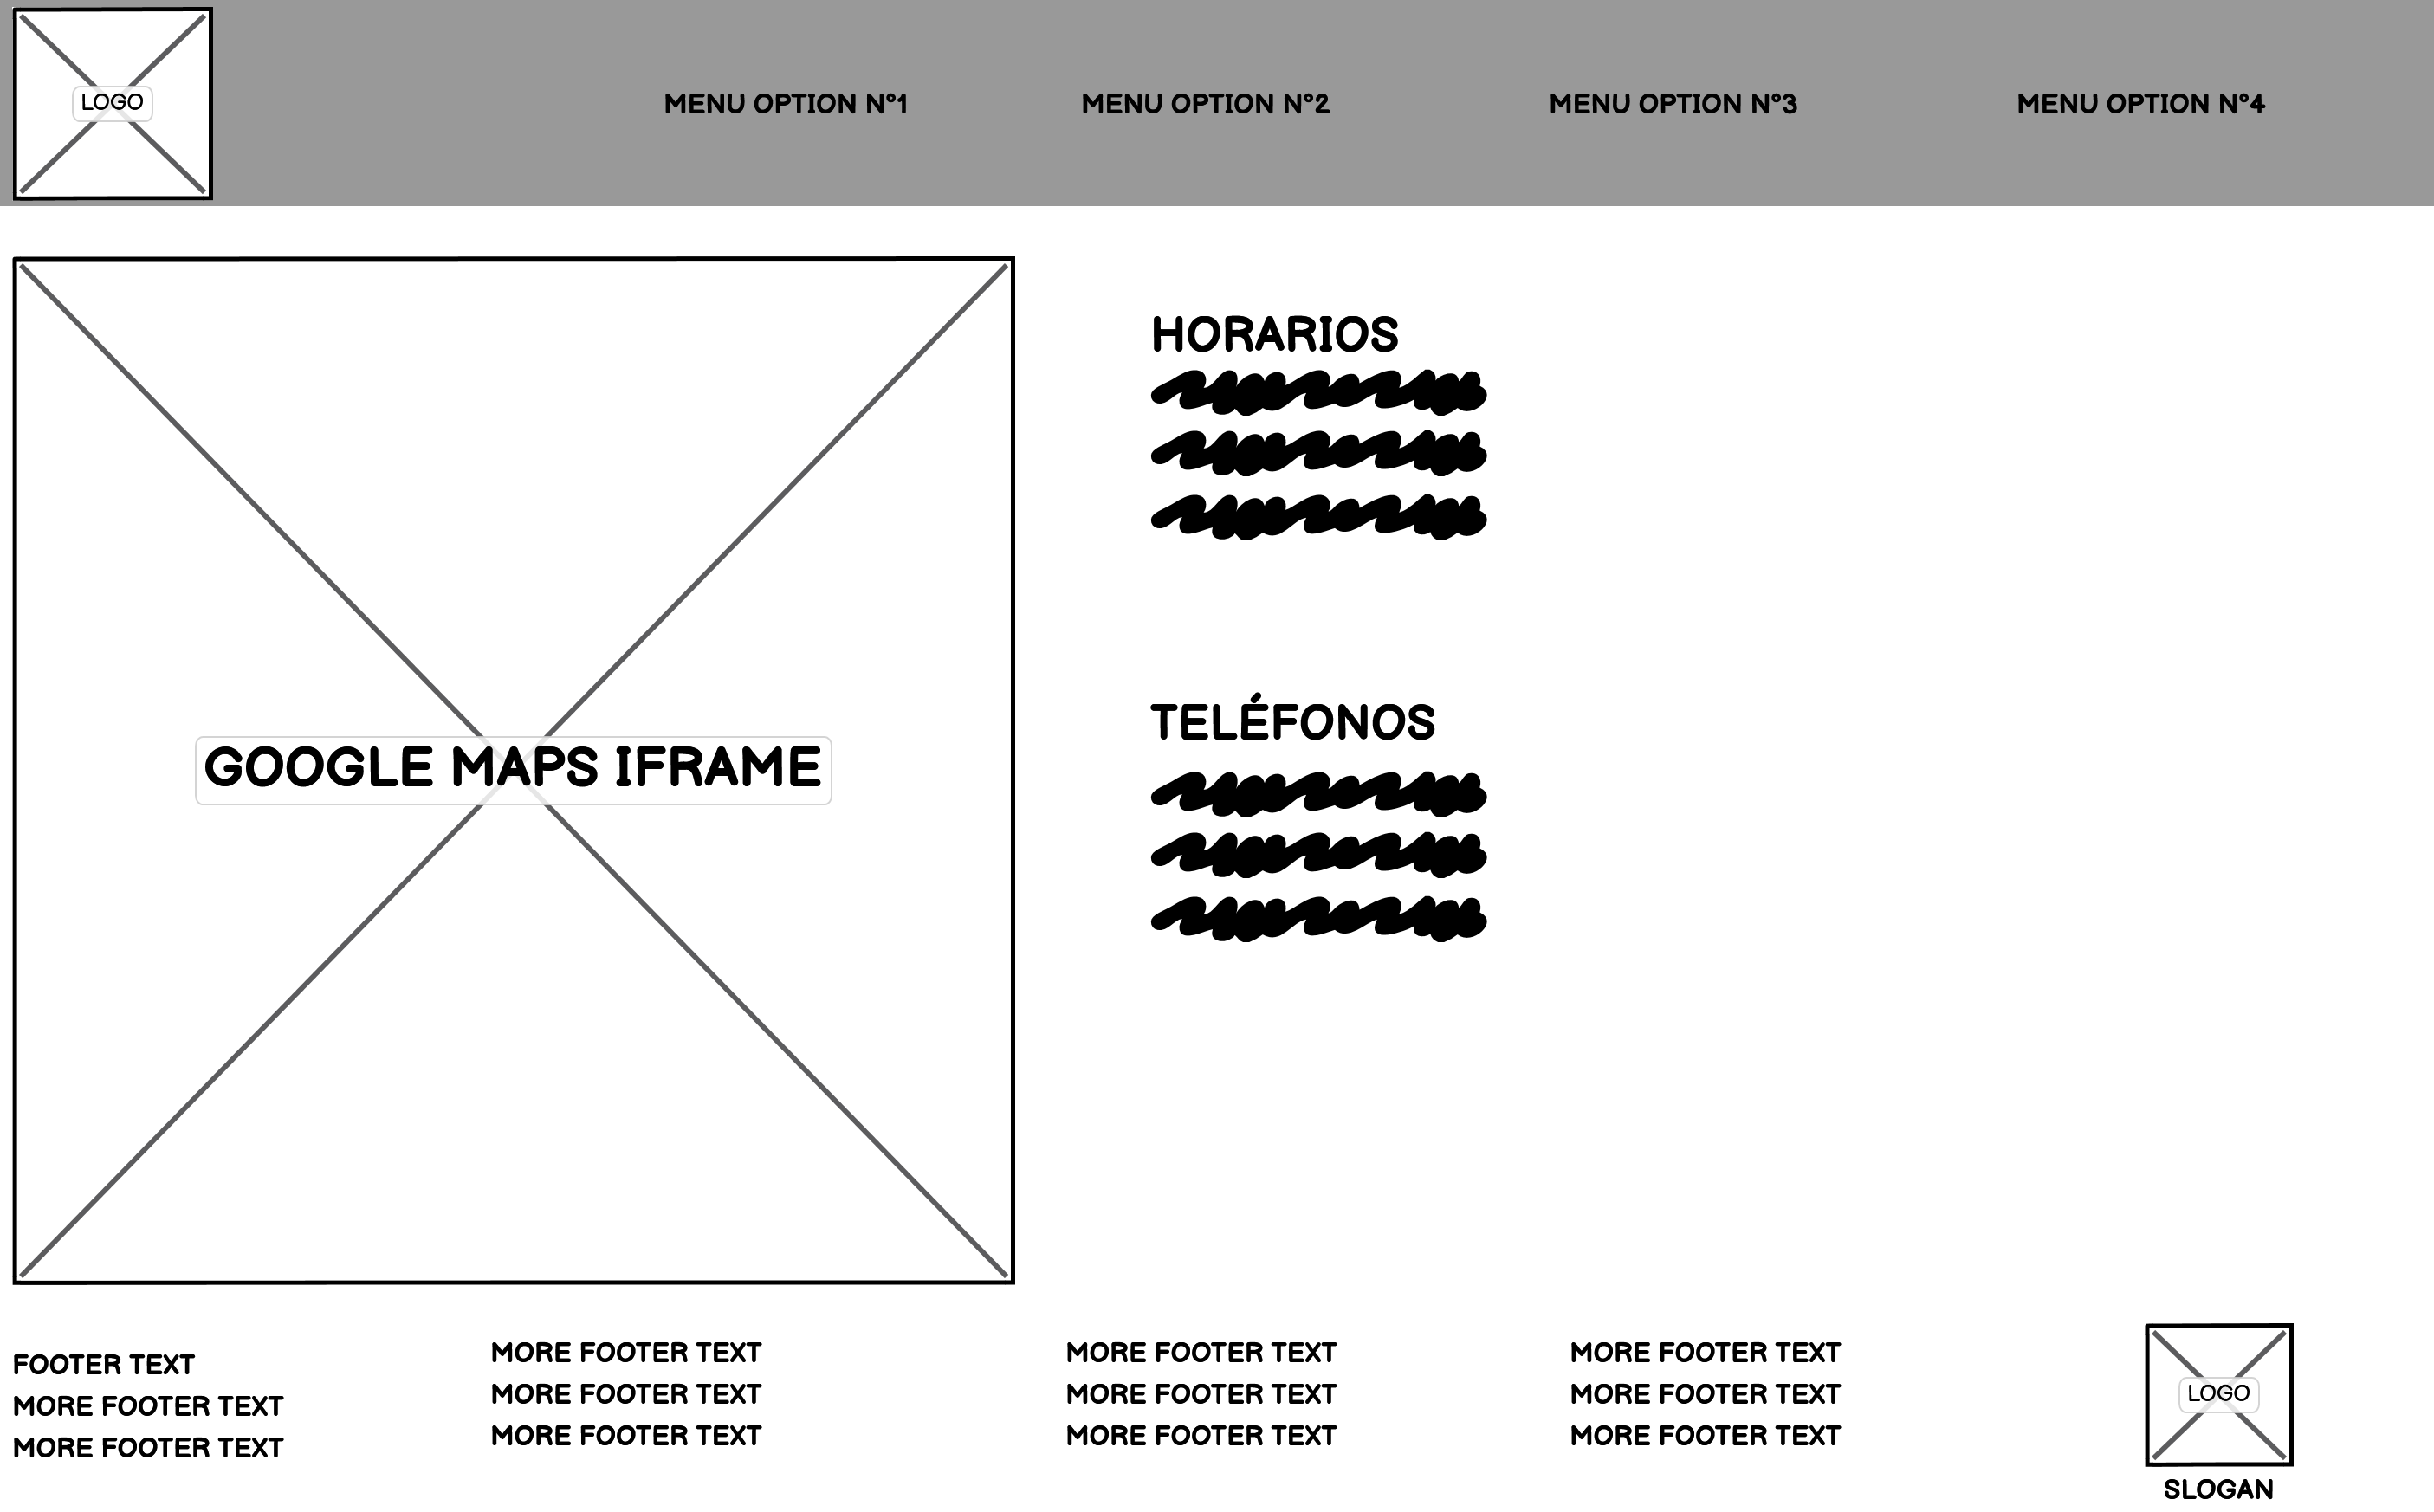 LOGO
MENU OPTION N°1
MENU OPTION N°2
MENU OPTION N°3
MENU OPTION N°4
GOOGLE MAPS IFRAME
HORARIOS
TELÉFONOS
FOOTER TEXT
MORE FOOTER TEXT
MORE FOOTER TEXT
MORE FOOTER TEXT
MORE FOOTER TEXT
MORE FOOTER TEXT
MORE FOOTER TEXT
MORE FOOTER TEXT
MORE FOOTER TEXT
MORE FOOTER TEXT
MORE FOOTER TEXT
MORE FOOTER TEXT
LOGO
SLOGAN